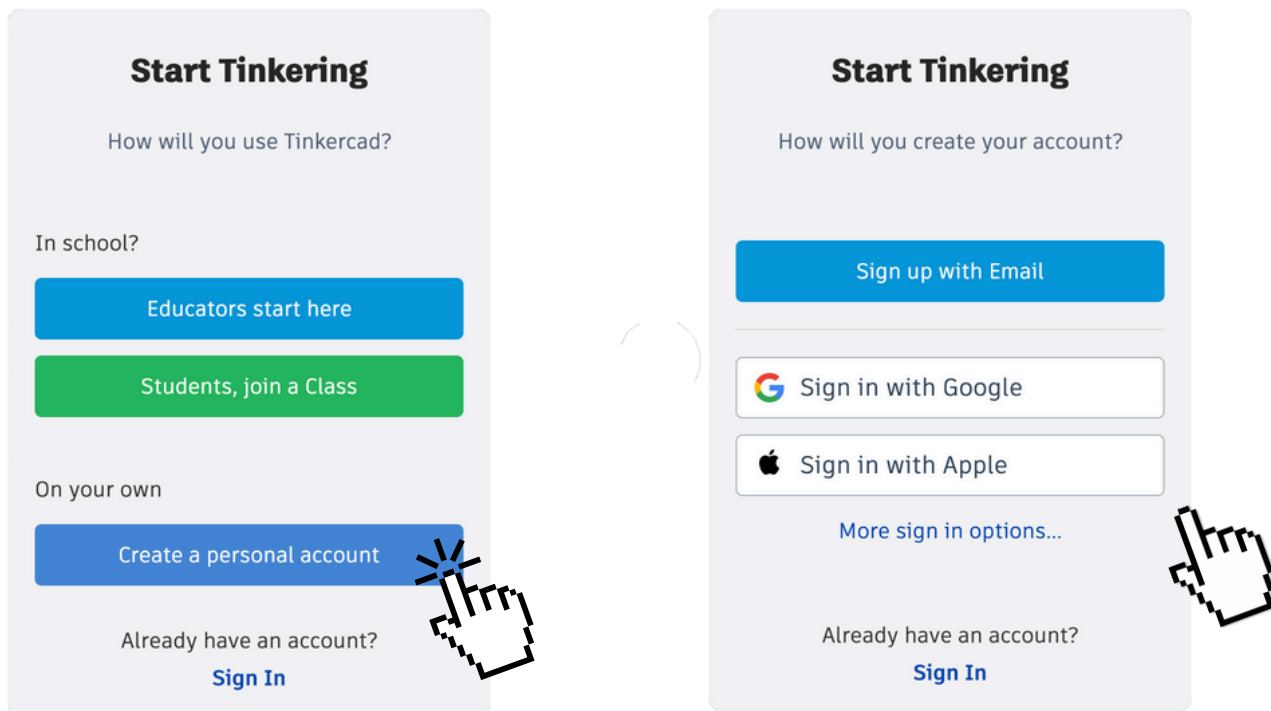 Start Tinkering
How will you use Tinkercad?
In school?
Educators start here
Students, join a Class
On your own
Create a personal account
Already have an account?
Sign In
Start Tinkering
How will you create your account?
Sign up with Email
Sign in with Google
Sign in with Apple
More sign in options...
Already have an account?
Sign In